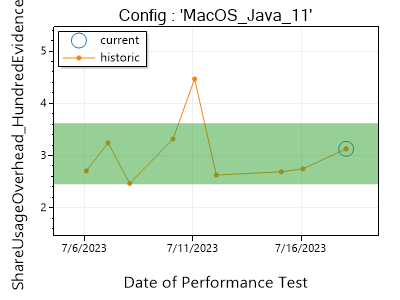 Config : 'MacOS_Java_11'
ShareUsageOverhead_HundredEvidence
current
historic
5
4
3
2
7/6/2023
7/11/2023
7/16/2023
Date of Performance Test